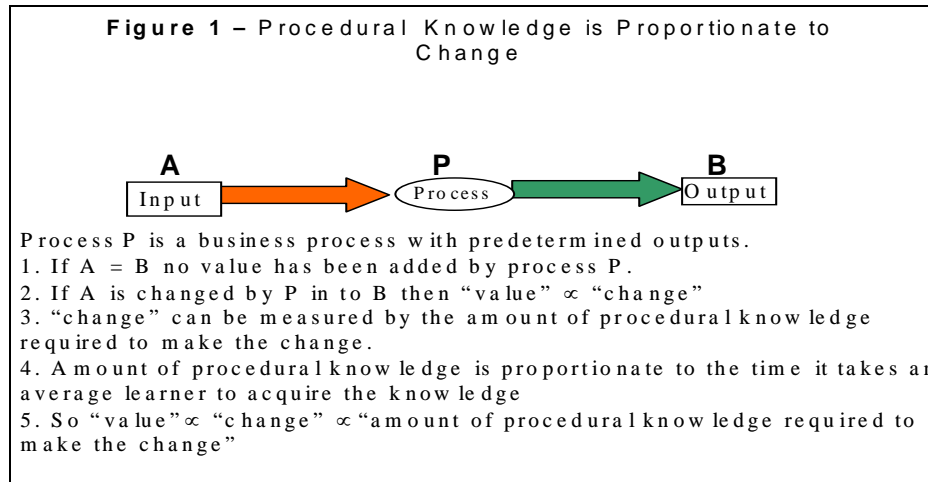 Figure 1 – Procedural Knowledge is Proportionate to
Change
A P B
Input Process Output
Process P is a business process with predetermined outputs.
1. If A = B no value has been added by process P.
2. If A is changed by P in to B then “value” ∝ “change”
3. “change” can be measured by the amount of procedural knowledge
required to make the change.
4. Amount of procedural knowledge is proportionate to the time it takes an
average learner to acquire the knowledge
5. So “value” ∝ “change” ∝ “amount of procedural knowledge required to
make the change”